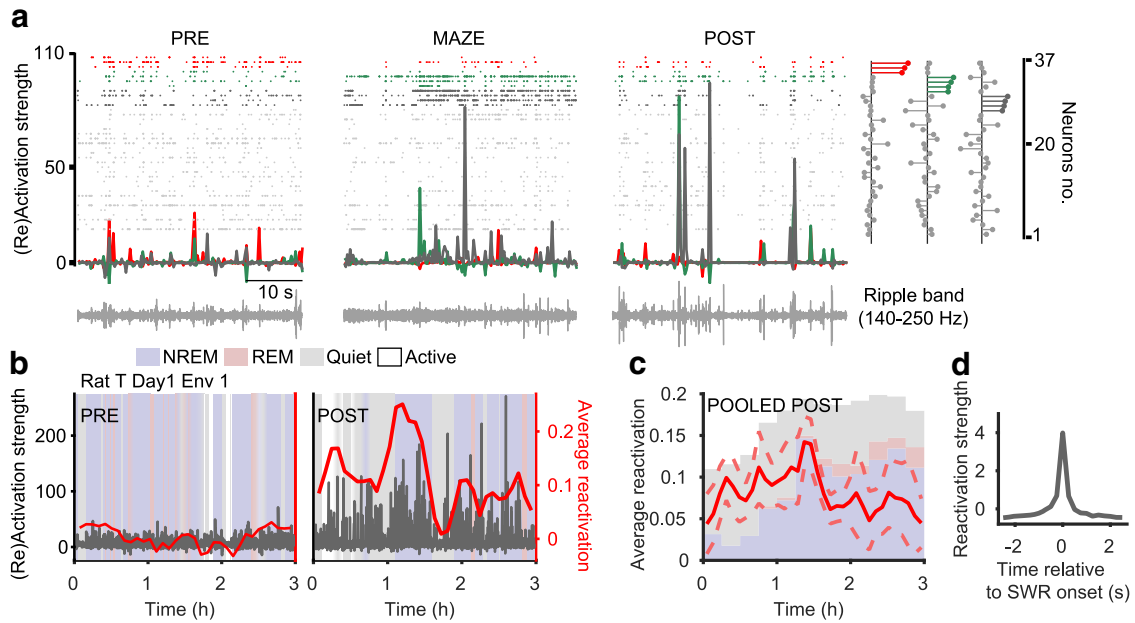 a
PRE
MAZE
POST
110
50
0
(Re)Activation strength
10 s
37
20
1
Neurons no.
Ripple band
(140-250 Hz)
b
NREM
REM
Quiet
Active
Rat T Day1 Env 1
PRE
POST
200
100
0
(Re)Activation strength
0.2
0.1
0
Average reactivation
0
1
2
3
0
1
2
3
Time (h)
Time (h)
c
POOLED POST
0.2
0.15
0.1
0.05
0
Average reactivation
0
1
2
3
Time (h)
d
4
2
0
Reactivation strength
-2
0
2
Time relative
to SWR onset (s)